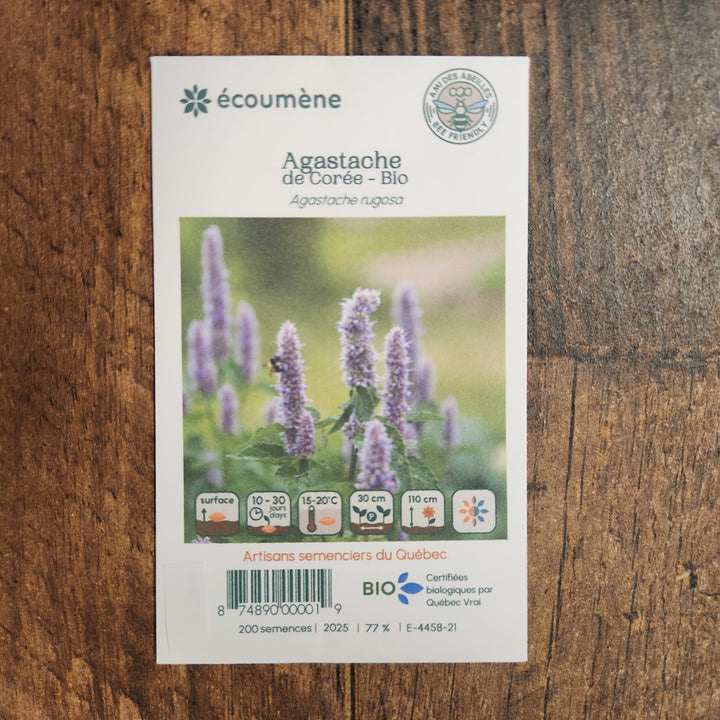 écoumène
AMI DES ABEILLES
BEE FRIENDLY
Agastache
de Corée - Bio
Agastache rugosa
surface
10 - 30
jours
days
15-20°C
30 cm
P
110 cm
Artisans semenciers du Québec
8 74890 00001 9
BIO
Certifiées
biologiques par
Québec Vrai
200 semences | 2025 | 77 % | E-4458-21